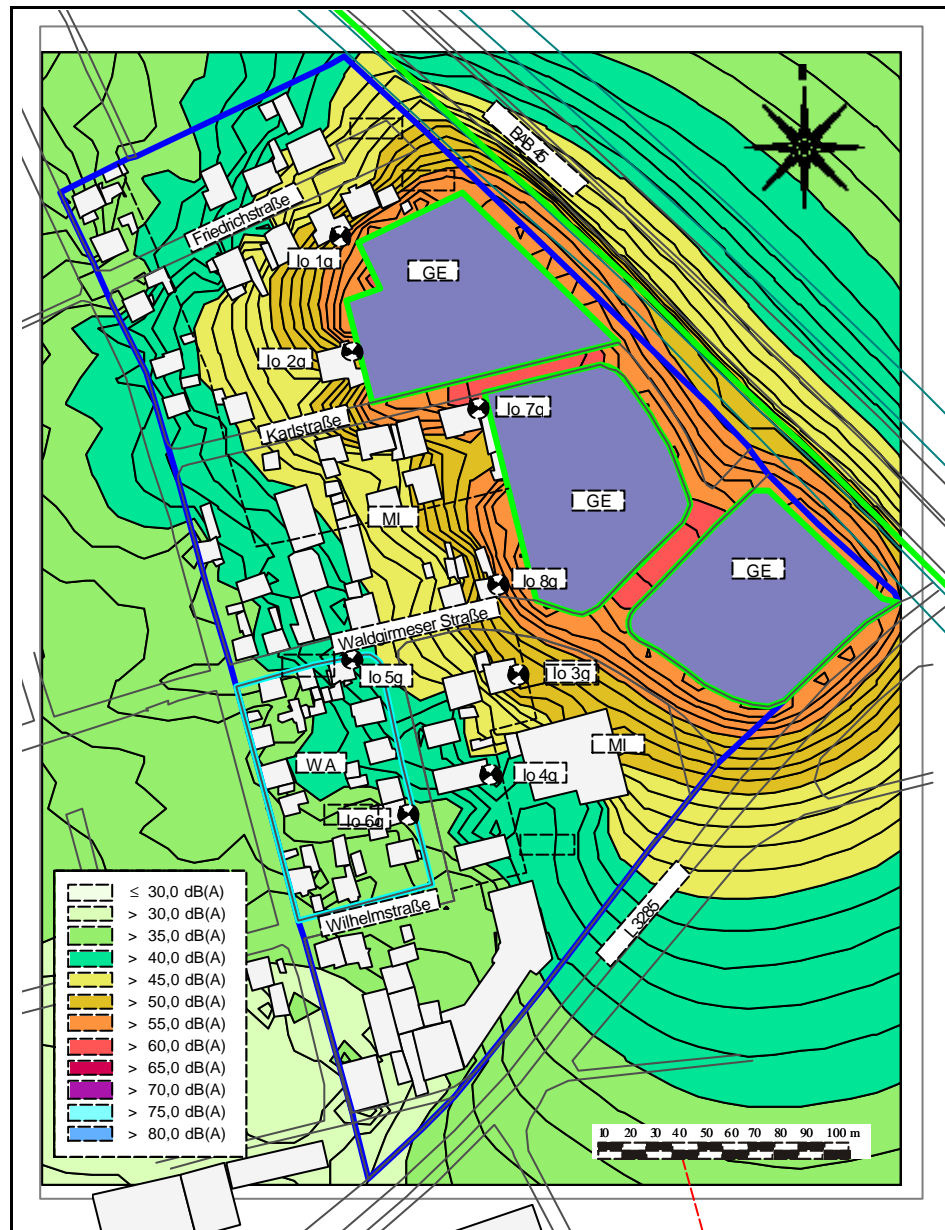 BAB 45
Friedrichstraße
Io 1g
GE
Io 2g
Io 7g
Karlstraße
MI
GE
GE
Io 8g
Waldgirmeser Straße
Io 5g
Io 3g
MI
WA
Io 4g
Io 6g
Wilhelmstraße
L 3285
≤ 30,0 dB(A)
> 30,0 dB(A)
> 35,0 dB(A)
> 40,0 dB(A)
> 45,0 dB(A)
> 50,0 dB(A)
> 55,0 dB(A)
> 60,0 dB(A)
> 65,0 dB(A)
> 70,0 dB(A)
> 75,0 dB(A)
> 80,0 dB(A)
10 20 30 40 50 60 70 80 90 100 m